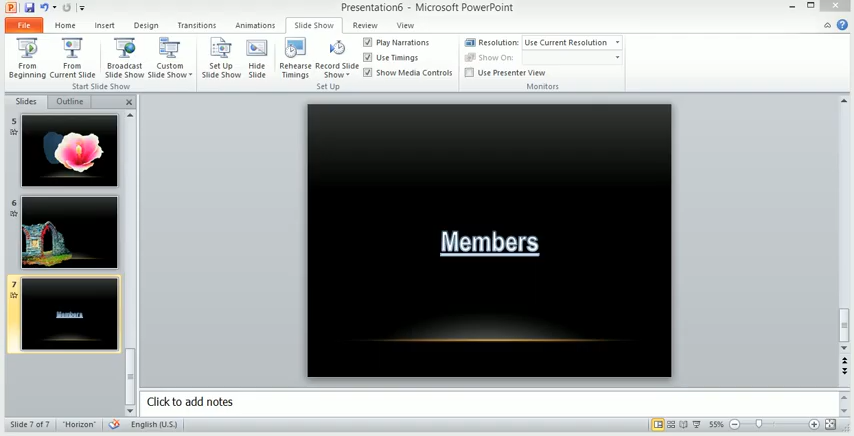 Presentation6 - Microsoft PowerPoint
File Home Insert Design Transitions Animations Slide Show Review View
From Beginning
From Current Slide
Broadcast Slide Show
Custom Slide Show
Set Up Slide Show
Hide Slide
Rehearse Timings
Record Slide Show
Play Narrations
Use Timings
Show Media Controls
Resolution: Use Current Resolution
Show On:
Use Presenter View
Start Slide Show Set Up Monitors
Slides Outline
5
6
7
Members
Members
Click to add notes
Slide 7 of 7 "Horizon" English (U.S.) 55%